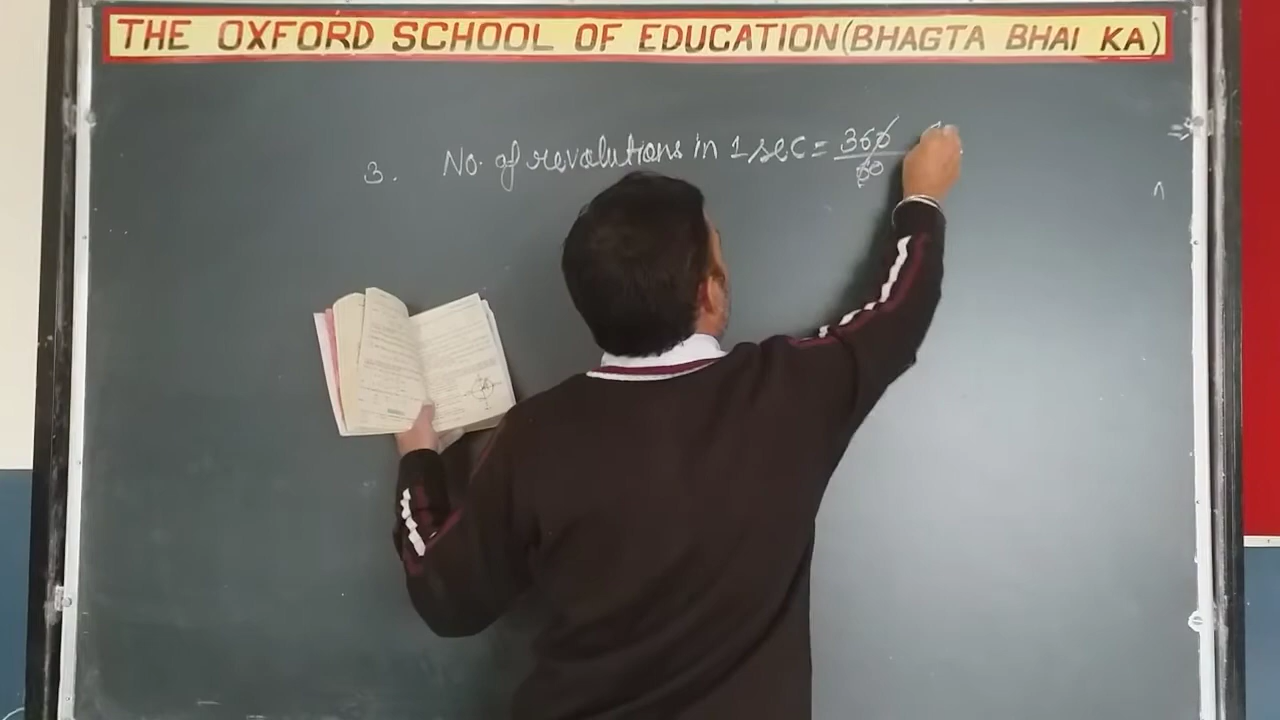 THE OXFORD SCHOOL OF EDUCATION(BHAGTA BHAI KA)
3. No. of revolutions in 1 sec = 360
60